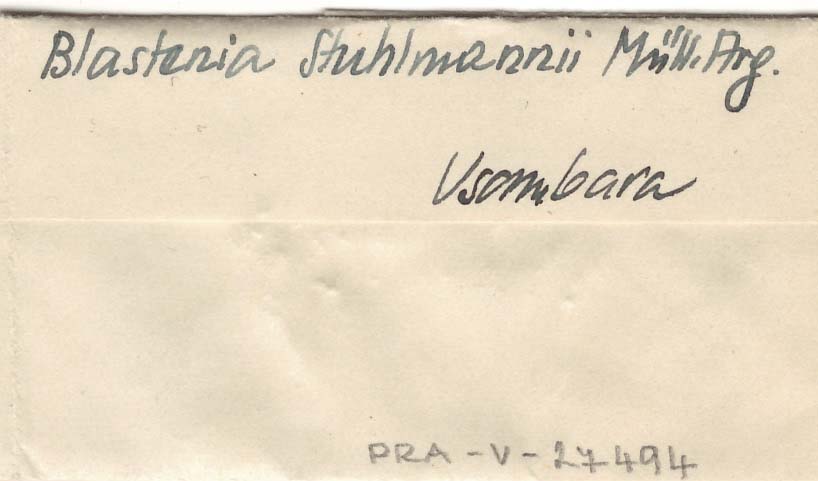 Blastenia Stuhlmannii Müll. Arg.
Usambara
PRA-V-27494